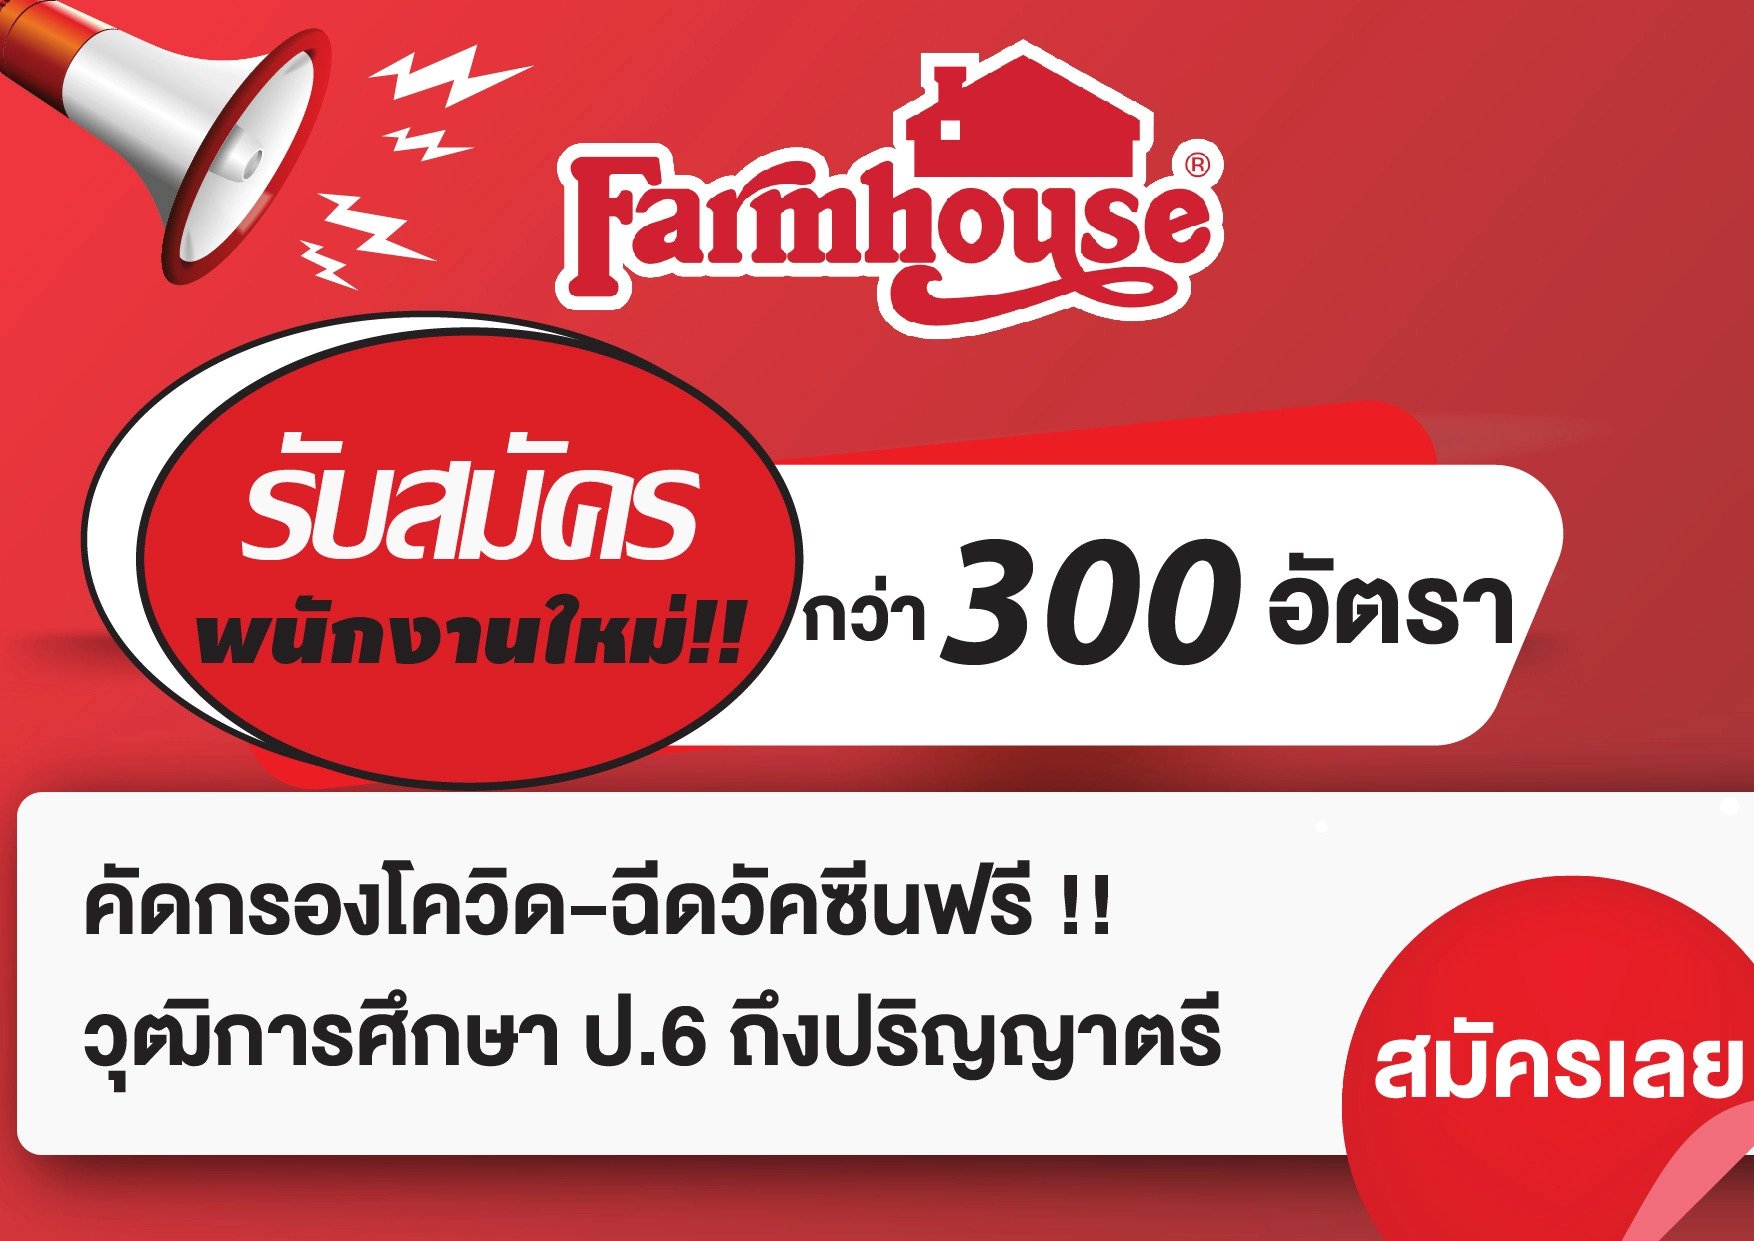 Farmhouse®
รับสมัคร
พนักงานใหม่!!
กว่า 300 อัตรา
คัดกรองโควิด-ฉีดวัคซีนฟรี !!
วุฒิการศึกษา ป.6 ถึงปริญญาตรี
สมัครเลย